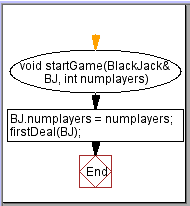 void startGame(BlackJack&
BJ, int numplayers)
BJ.numplayers = numplayers;
firstDeal(BJ);
End